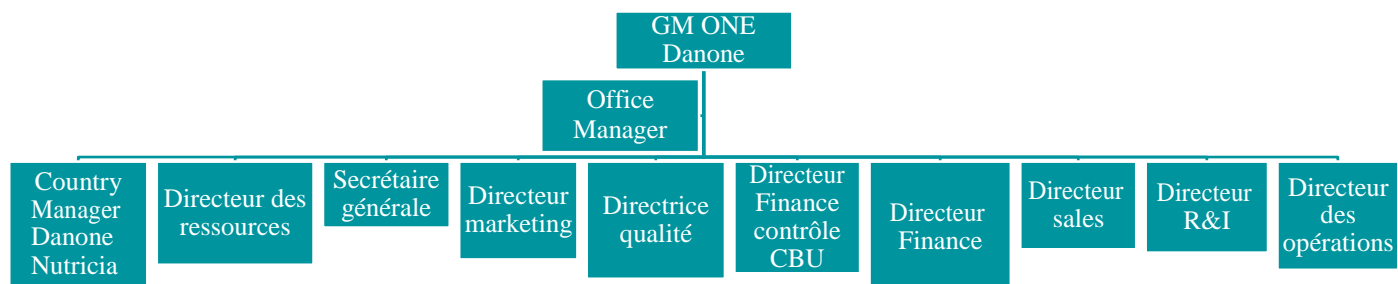 GM ONE
Danone
Office
Manager
Country
Manager
Danone
Nutricia
Directeur des
ressources
Secrétaire
générale
Directeur
marketing
Directrice
qualité
Directeur
Finance
contrôle
CBU
Directeur
Finance
Directeur
sales
Directeur
R&I
Directeur
des
opérations